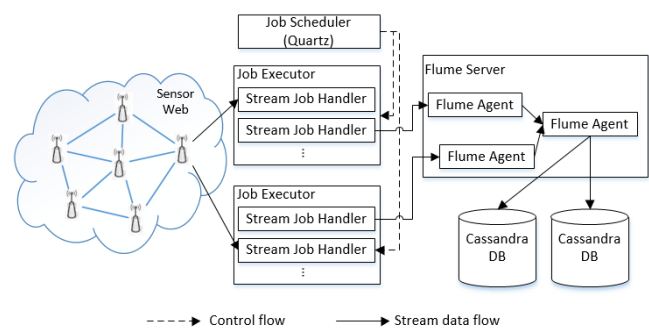 Job Scheduler
(Quartz)
Sensor
Web
Job Executor
Stream Job Handler
Stream Job Handler
⋮
Job Executor
Stream Job Handler
Stream Job Handler
⋮
Flume Server
Flume Agent
Flume Agent
Flume Agent
Cassandra
DB
Cassandra
DB
Control flow
Stream data flow